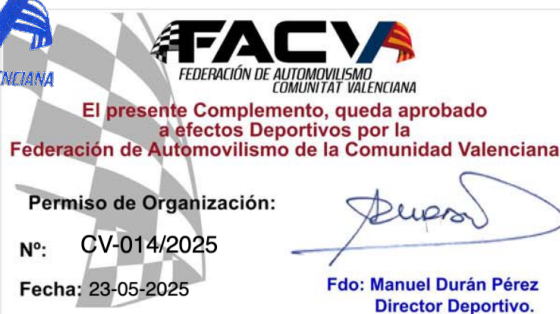 ENCIANA
FACV
FEDERACIÓN DE AUTOMOVILISMO
COMUNITAT VALENCIANA
El presente Complemento, queda aprobado
a efectos Deportivos por la
Federación de Automovilismo de la Comunidad Valenciana
Permiso de Organización:
Nº: CV-014/2025
Fecha: 23-05-2025
Fdo: Manuel Durán Pérez
Director Deportivo.